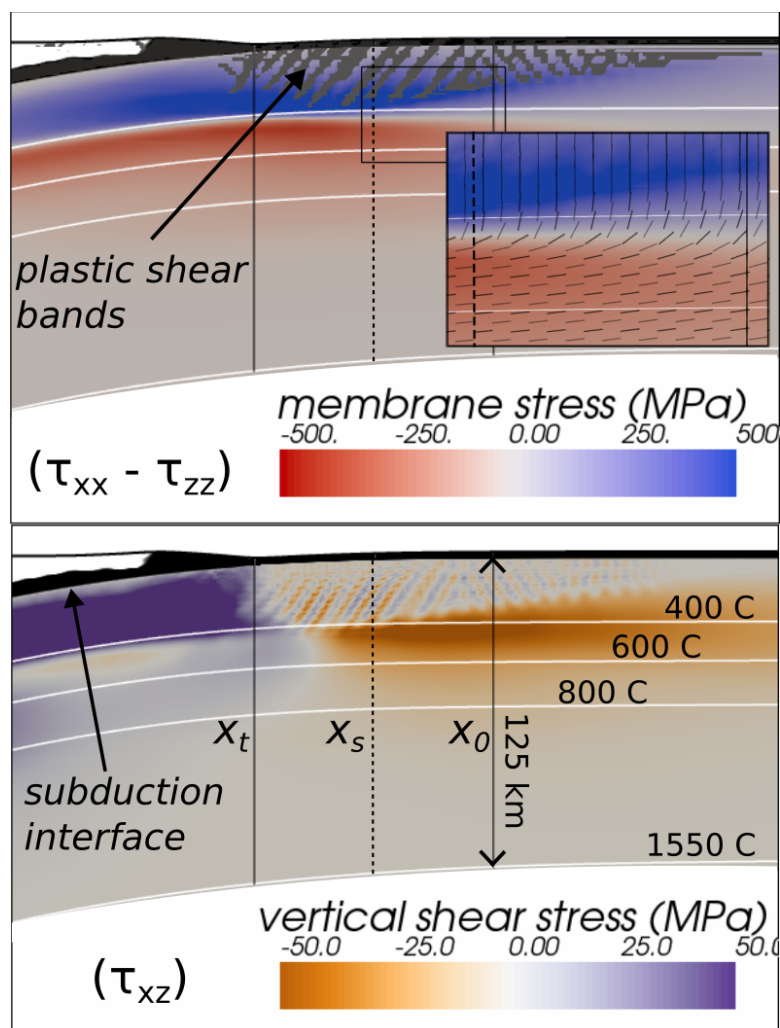 plastic shear
bands
membrane stress (MPa)
-500. -250. 0.00 250. 500
(τxx - τzz)
400 C
600 C
800 C
xt xs x0
125 km
subduction
interface
1550 C
vertical shear stress (MPa)
-50.0 -25.0 0.00 25.0 50.0
(τxz)